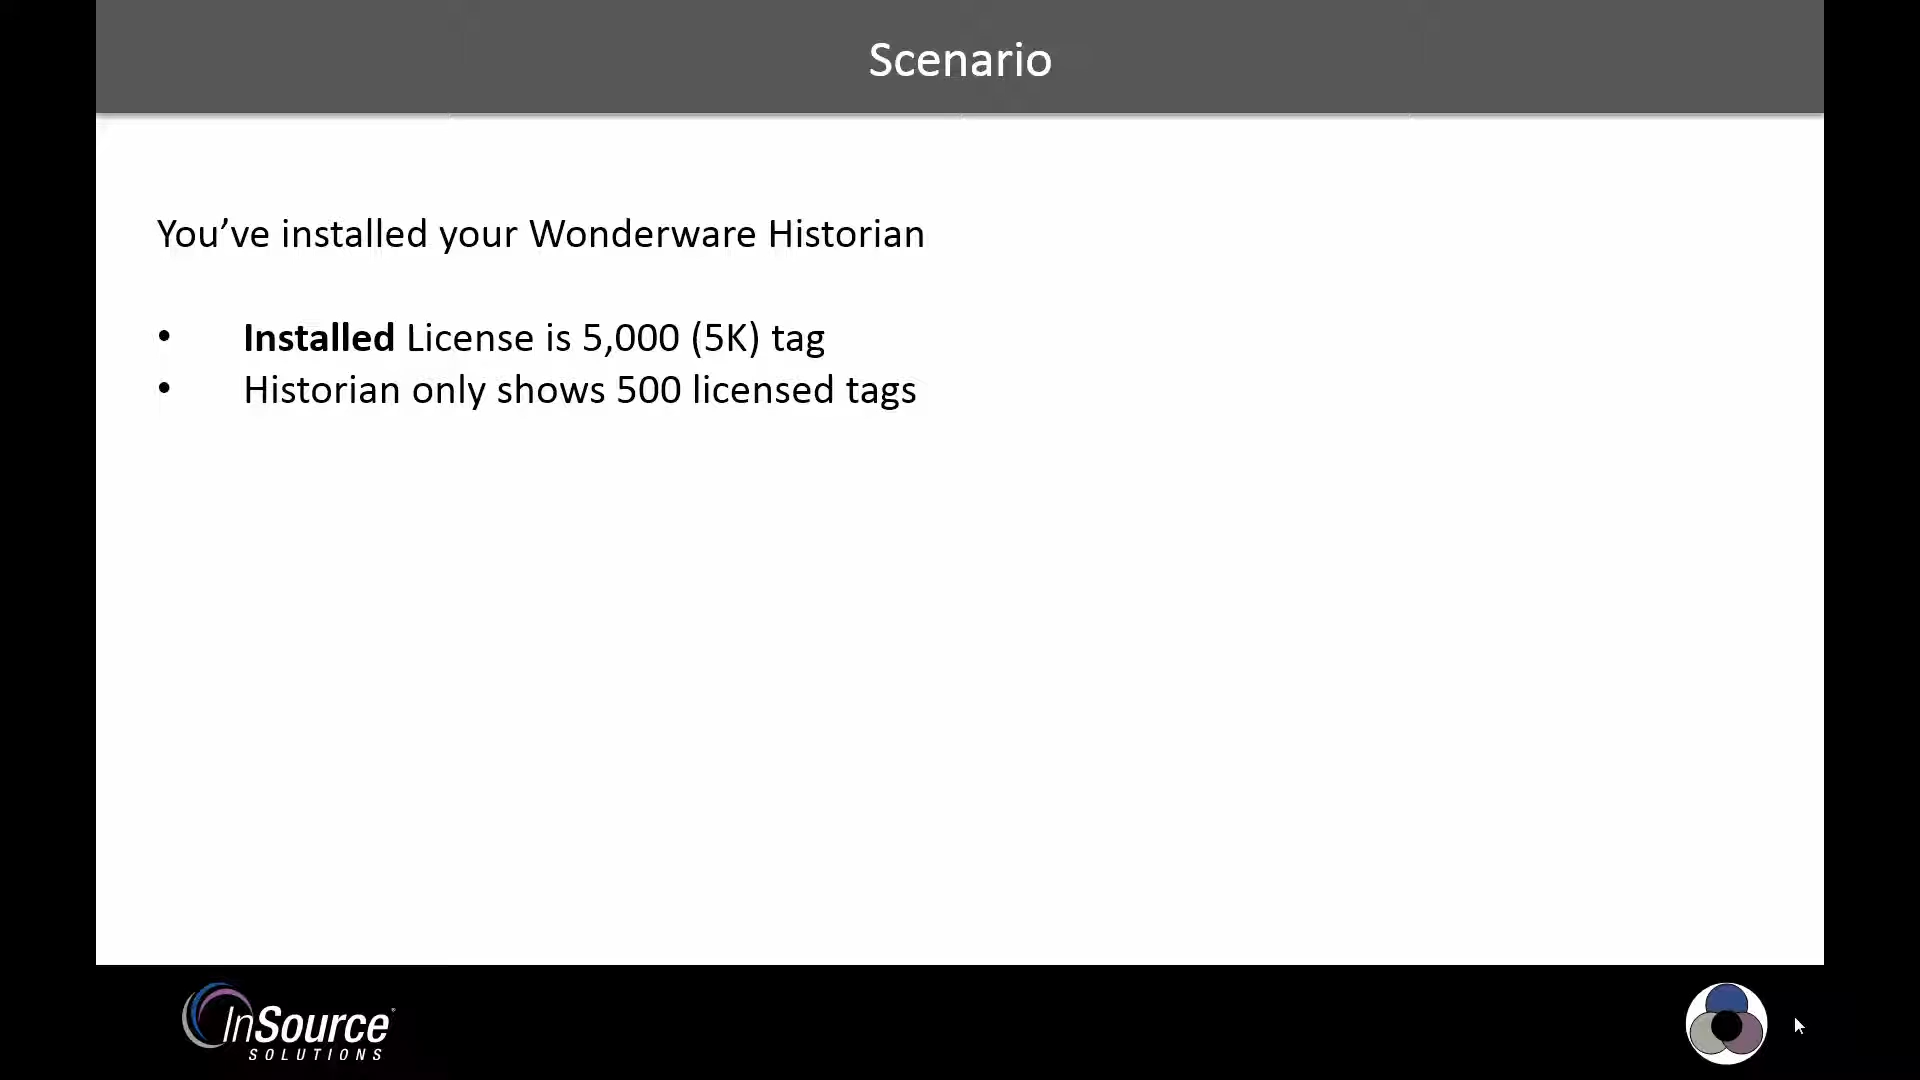 Scenario
You’ve installed your Wonderware Historian
• Installed License is 5,000 (5K) tag
• Historian only shows 500 licensed tags
InSource
SOLUTIONS